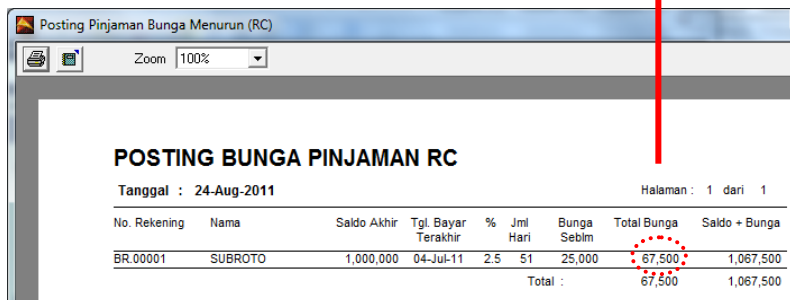 Posting Pinjaman Bunga Menurun (RC)
Zoom 100%
POSTING BUNGA PINJAMAN RC
Tanggal : 24-Aug-2011 Halaman : 1 dari 1
No. Rekening Nama Saldo Akhir Tgl. Bayar % Jml Bunga Total Bunga Saldo + Bunga
Terakhir Hari Seblm
BR.00001 SUBROTO 1,000,000 04-Jul-11 2.5 51 25,000 67,500 1,067,500
Total : 67,500 1,067,500